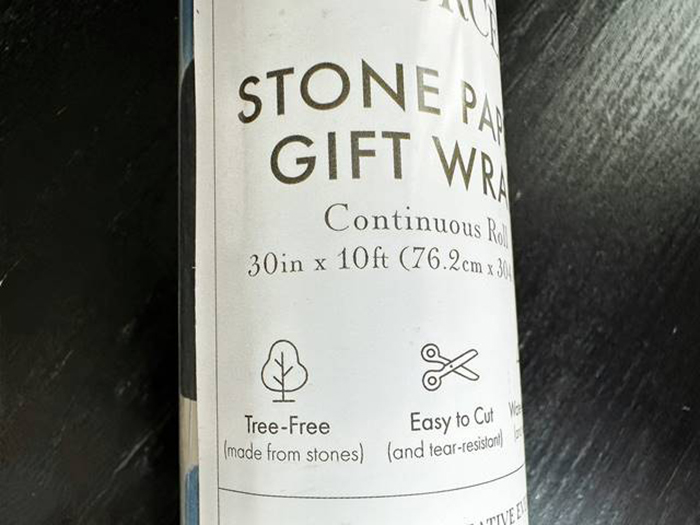 STONE PAP
GIFT WRA
Continuous Roll
30in x 10ft (76.2cm x 304
Tree-Free
(made from stones)
Easy to Cut
(and tear-resistant)